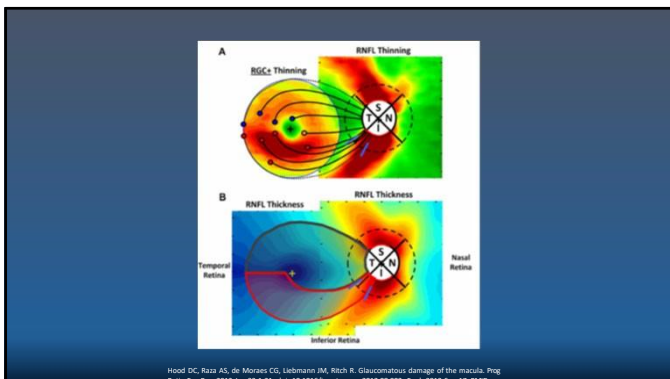 A
RNFL Thinning
RGC+ Thinning
S
T N
I
B
RNFL Thickness
RNFL Thickness
S
T N
I
Temporal
Retina
Nasal
Retina
Inferior Retina
Hood DC, Raza AS, de Moraes CG, Liebmann JM, Ritch R. Glaucomatous damage of the macula. Prog